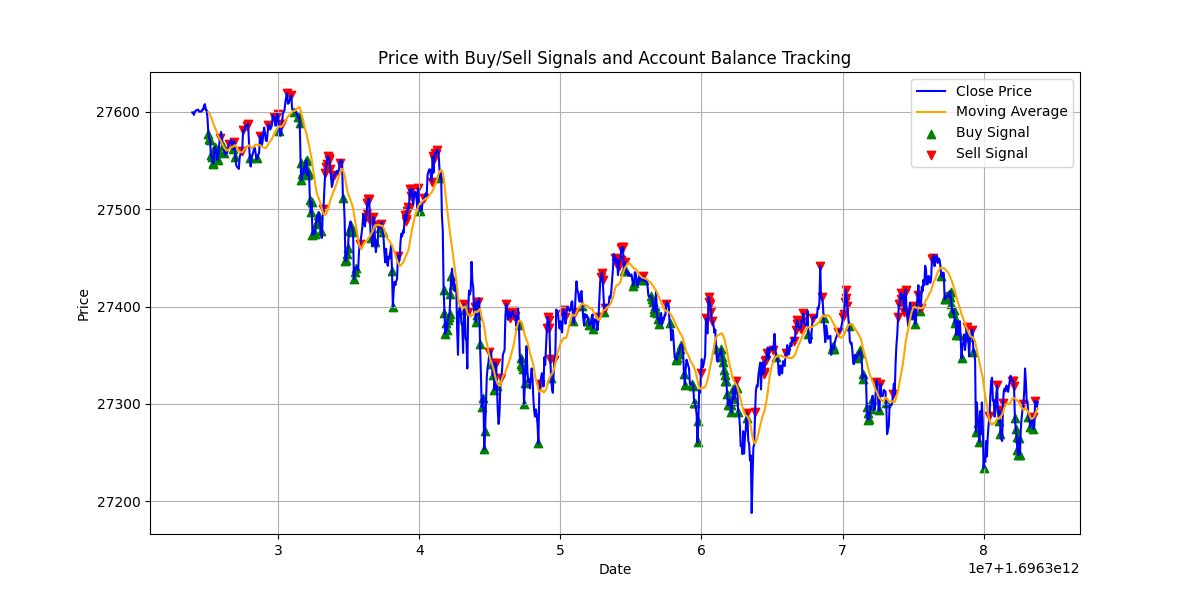 Price with Buy/Sell Signals and Account Balance Tracking
Close Price
Moving Average
Buy Signal
Sell Signal
27600
27500
27400
27300
27200
Price
3 4 5 6 7 8
1e7+1.6963e12
Date